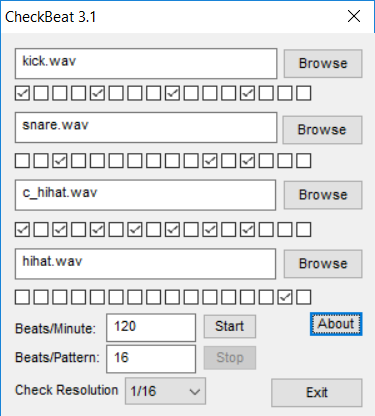 CheckBeat 3.1
kick.wav
Browse
snare.wav
Browse
c_hihat.wav
Browse
hihat.wav
Browse
Beats/Minute: 120 Start About
Beats/Pattern: 16 Stop
Check Resolution 1/16 Exit